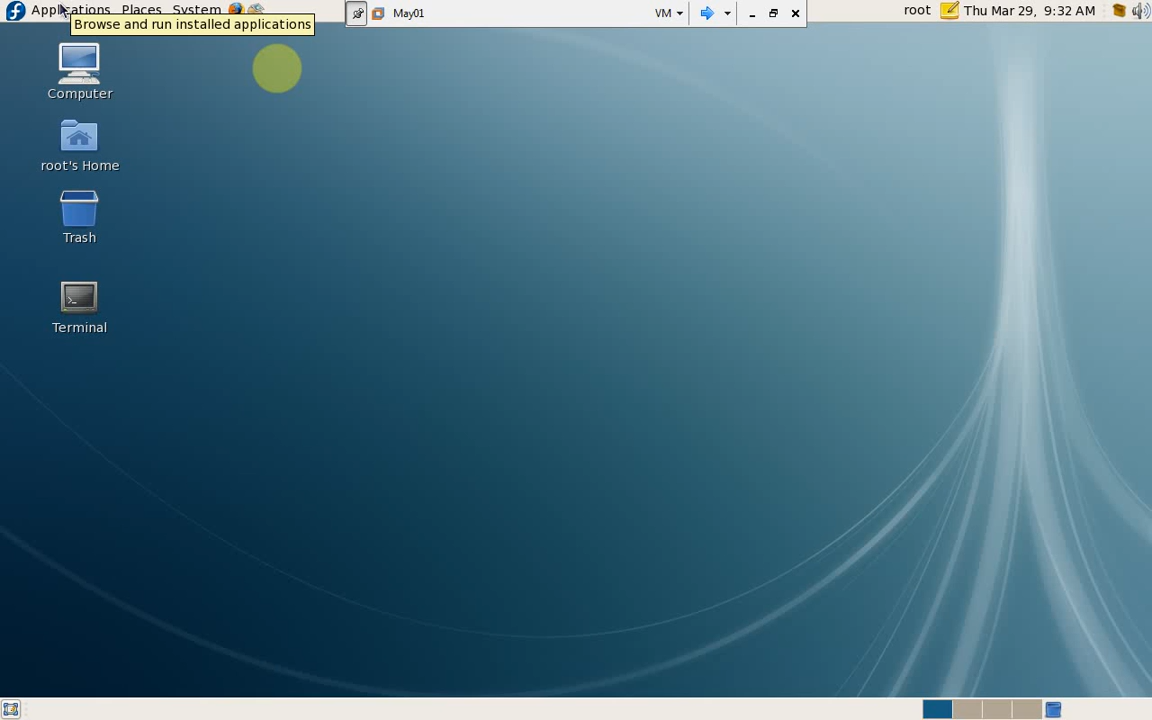 Applications Places System
May01
VM
root Thu Mar 29, 9:32 AM
Browse and run installed applications
Computer
root's Home
Trash
Terminal